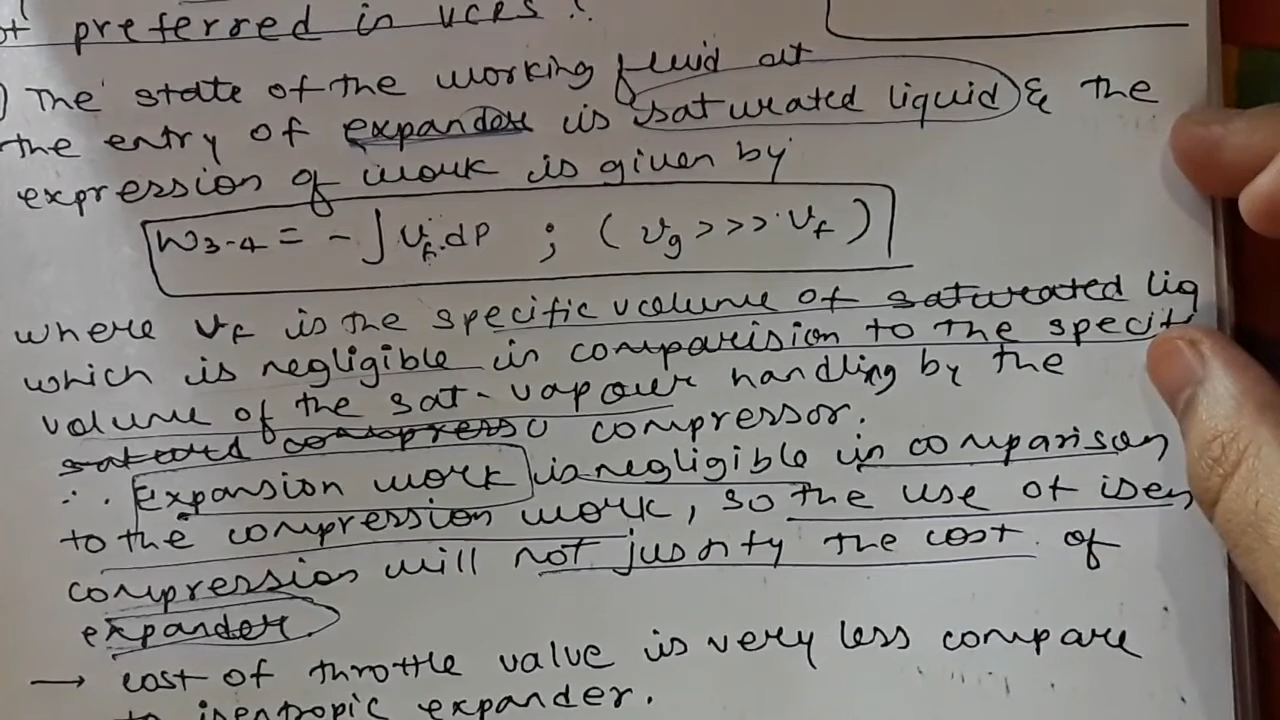 preferred in VCRS :
The state of the working fluid at
the entry of expander is saturated liquid & the
expression of work is given by
W3-4 = - ∫ Vf.dP ; ( Vg >>> Vf )
where Vf is the specific volume of saturated liq
which is negligible in comparision to the specif
volume of the sat-vapour handling by the
compressor.
∴ Expansion work is negligible in comparison
to the compression work, so the use of isen
compression will not justify the cost of
expander.
→ cost of throttle value is very less compare
to isentropic expander.